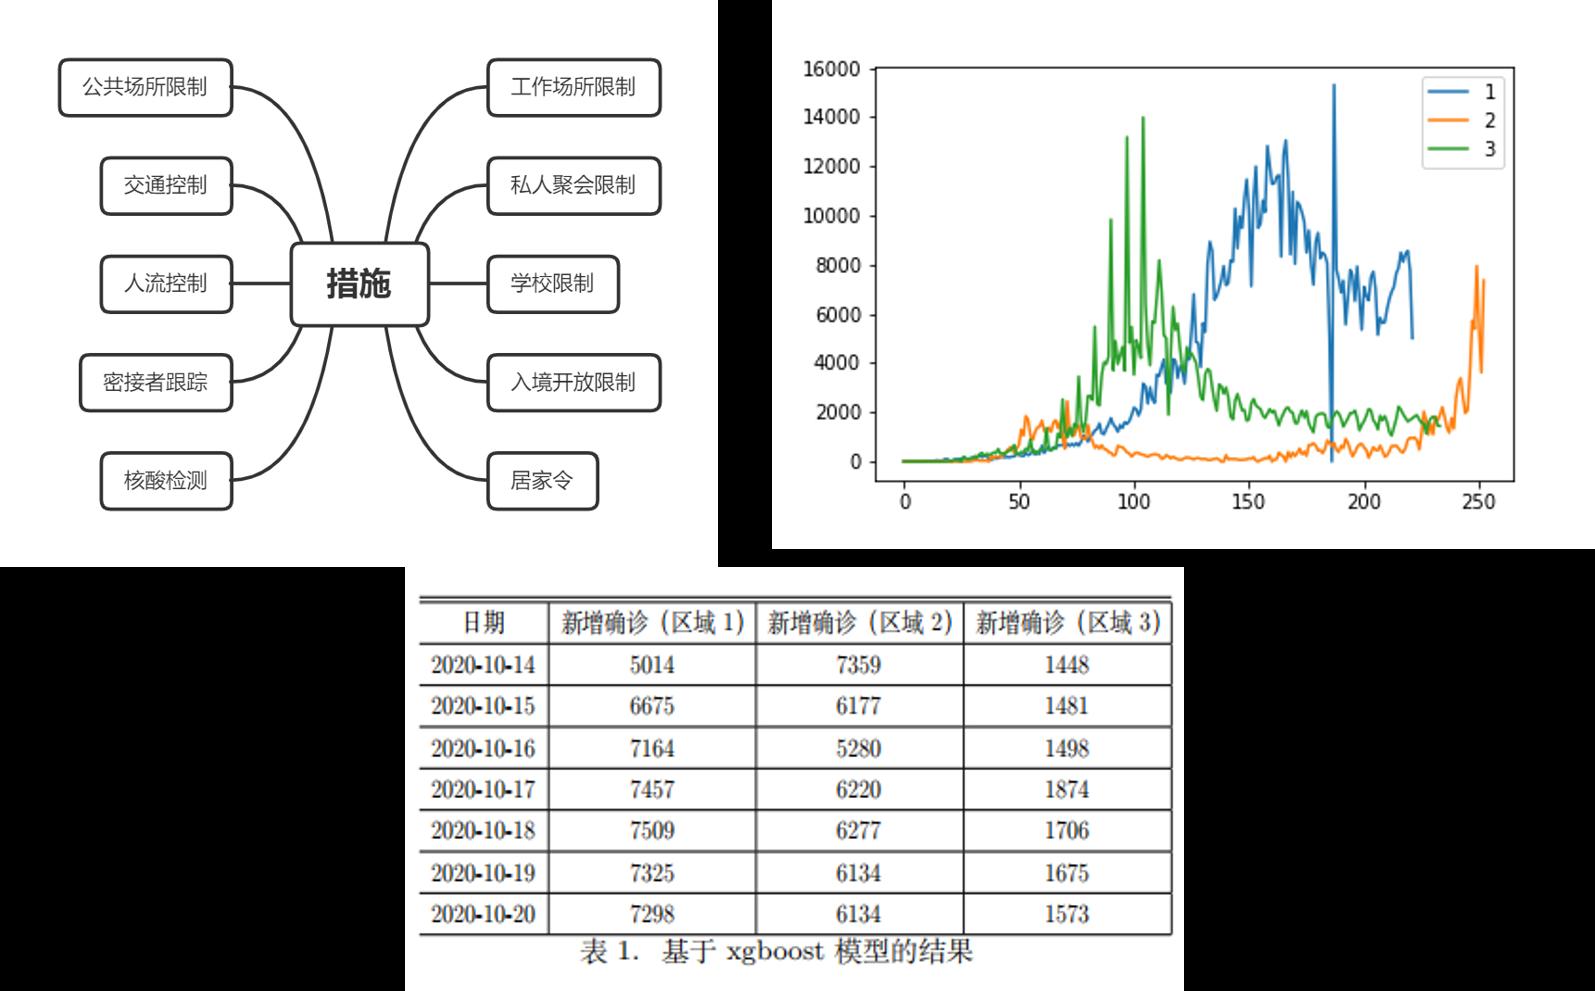 公共场所限制
交通控制
人流控制
密接者跟踪
核酸检测
措施
工作场所限制
私人聚会限制
学校限制
入境开放限制
居家令
16000
14000
12000
10000
8000
6000
4000
2000
0
0 50 100 150 200 250
1
2
3
日期 新增确诊（区域 1） 新增确诊（区域 2） 新增确诊（区域 3）
2020-10-14 5014 7359 1448
2020-10-15 6675 6177 1481
2020-10-16 7164 5280 1498
2020-10-17 7457 6220 1874
2020-10-18 7509 6277 1706
2020-10-19 7325 6134 1675
2020-10-20 7298 6134 1573
表 1. 基于 xgboost 模型的结果